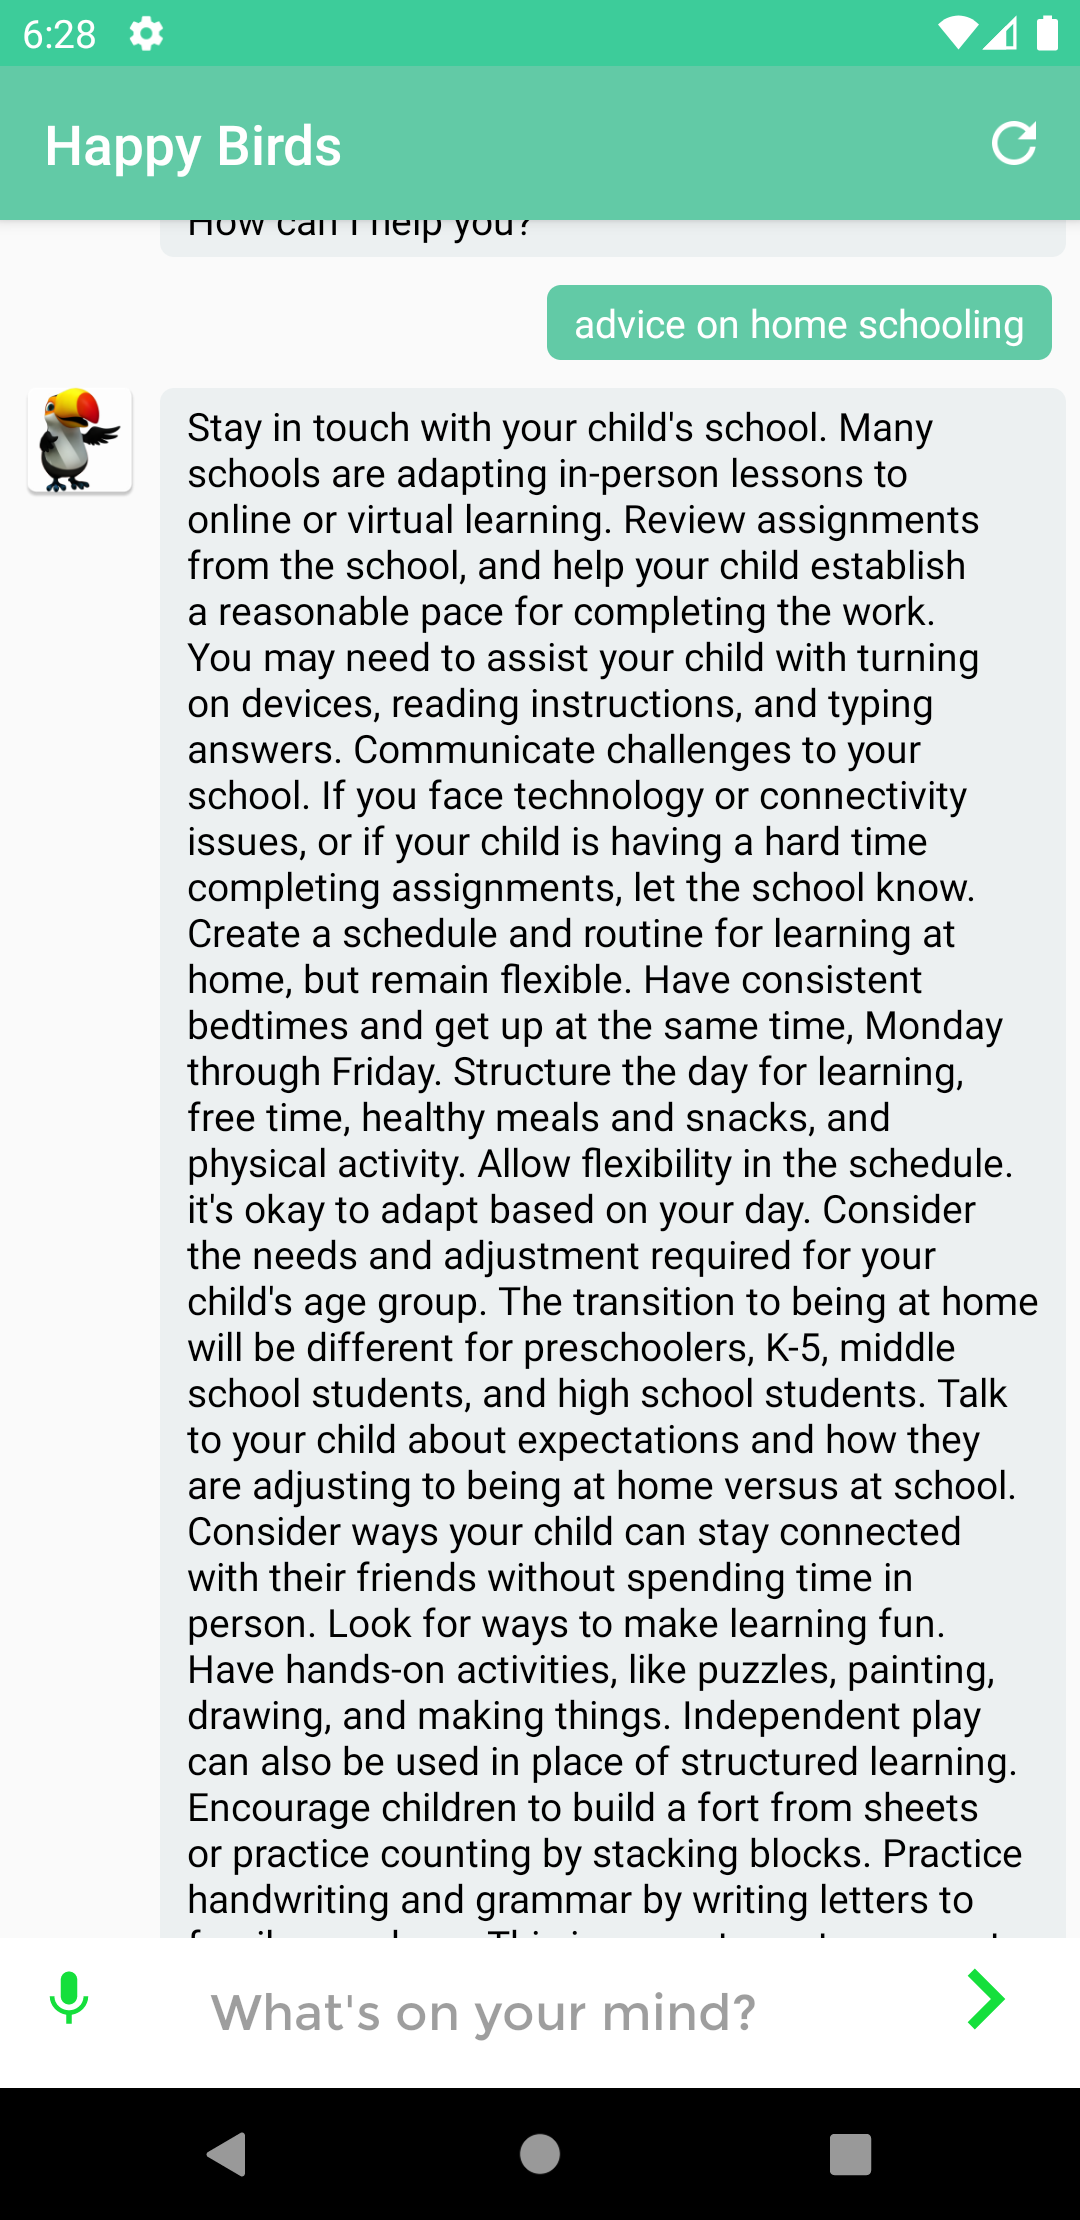 6:28
Happy Birds
How can I help you?
advice on home schooling
Stay in touch with your child's school. Many
schools are adapting in-person lessons to
online or virtual learning. Review assignments
from the school, and help your child establish
a reasonable pace for completing the work.
You may need to assist your child with turning
on devices, reading instructions, and typing
answers. Communicate challenges to your
school. If you face technology or connectivity
issues, or if your child is having a hard time
completing assignments, let the school know.
Create a schedule and routine for learning at
home, but remain flexible. Have consistent
bedtimes and get up at the same time, Monday
through Friday. Structure the day for learning,
free time, healthy meals and snacks, and
physical activity. Allow flexibility in the schedule.
it's okay to adapt based on your day. Consider
the needs and adjustment required for your
child's age group. The transition to being at home
will be different for preschoolers, K-5, middle
school students, and high school students. Talk
to your child about expectations and how they
are adjusting to being at home versus at school.
Consider ways your child can stay connected
with their friends without spending time in
person. Look for ways to make learning fun.
Have hands-on activities, like puzzles, painting,
drawing, and making things. Independent play
can also be used in place of structured learning.
Encourage children to build a fort from sheets
or practice counting by stacking blocks. Practice
handwriting and grammar by writing letters to
What's on your mind?